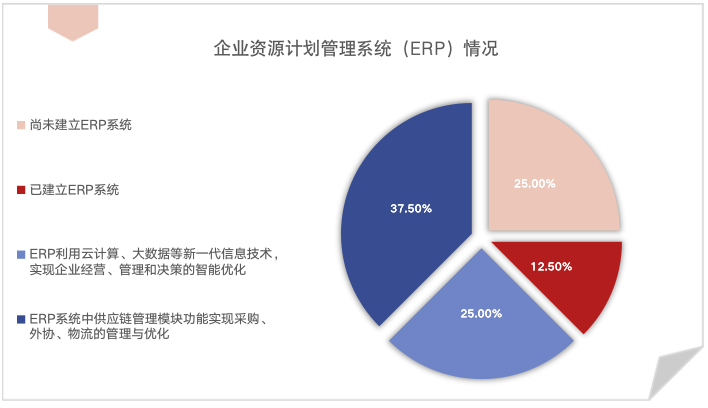 企业资源计划管理系统（ERP）情况
尚未建立ERP系统
已建立ERP系统
ERP利用云计算、大数据等新一代信息技术，
实现企业经营、管理和决策的智能优化
ERP系统中供应链管理模块功能实现采购、
外协、物流的管理与优化
25.00%
37.50%
12.50%
25.00%